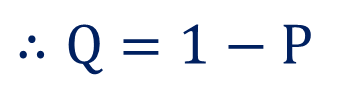 ∴ Q = 1 − P